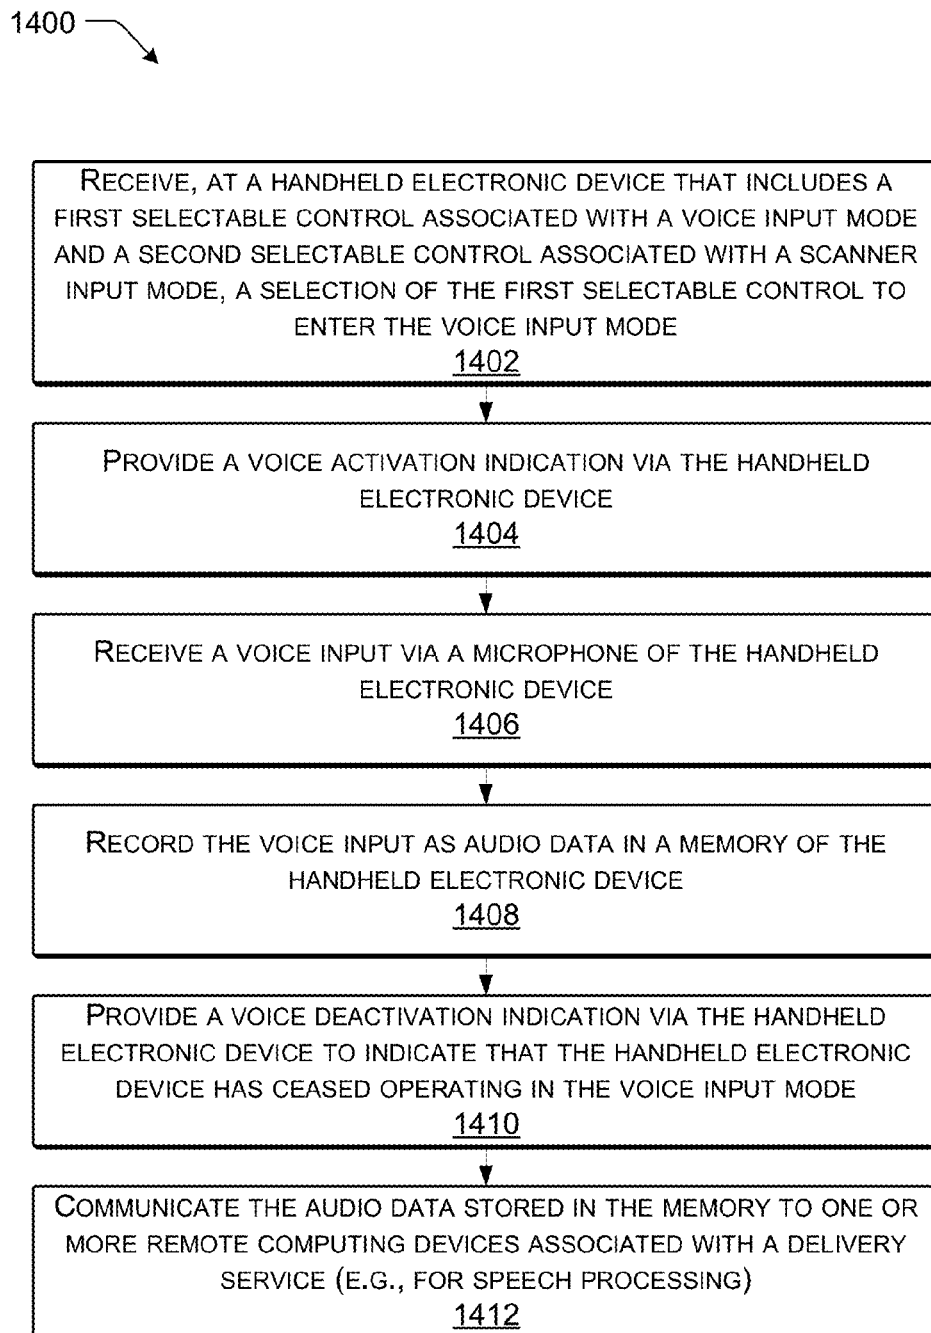 1400
RECEIVE, AT A HANDHELD ELECTRONIC DEVICE THAT INCLUDES A
FIRST SELECTABLE CONTROL ASSOCIATED WITH A VOICE INPUT MODE
AND A SECOND SELECTABLE CONTROL ASSOCIATED WITH A SCANNER
INPUT MODE, A SELECTION OF THE FIRST SELECTABLE CONTROL TO
ENTER THE VOICE INPUT MODE
1402
PROVIDE A VOICE ACTIVATION INDICATION VIA THE HANDHELD
ELECTRONIC DEVICE
1404
RECEIVE A VOICE INPUT VIA A MICROPHONE OF THE HANDHELD
ELECTRONIC DEVICE
1406
RECORD THE VOICE INPUT AS AUDIO DATA IN A MEMORY OF THE
HANDHELD ELECTRONIC DEVICE
1408
PROVIDE A VOICE DEACTIVATION INDICATION VIA THE HANDHELD
ELECTRONIC DEVICE TO INDICATE THAT THE HANDHELD ELECTRONIC
DEVICE HAS CEASED OPERATING IN THE VOICE INPUT MODE
1410
COMMUNICATE THE AUDIO DATA STORED IN THE MEMORY TO ONE OR
MORE REMOTE COMPUTING DEVICES ASSOCIATED WITH A DELIVERY
SERVICE (E.G., FOR SPEECH PROCESSING)
1412